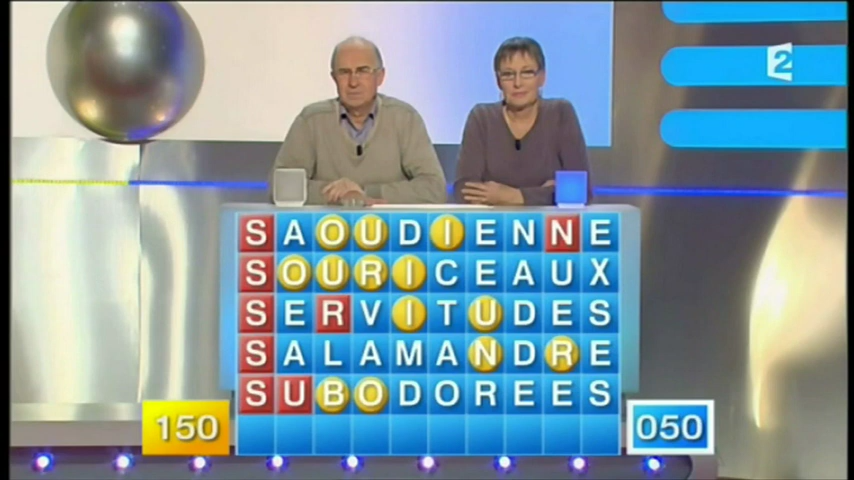 2
SAOUDIENNE
SOURICEAUX
SERVITUDES
SALAMANDRE
SUBODOREES
150
050